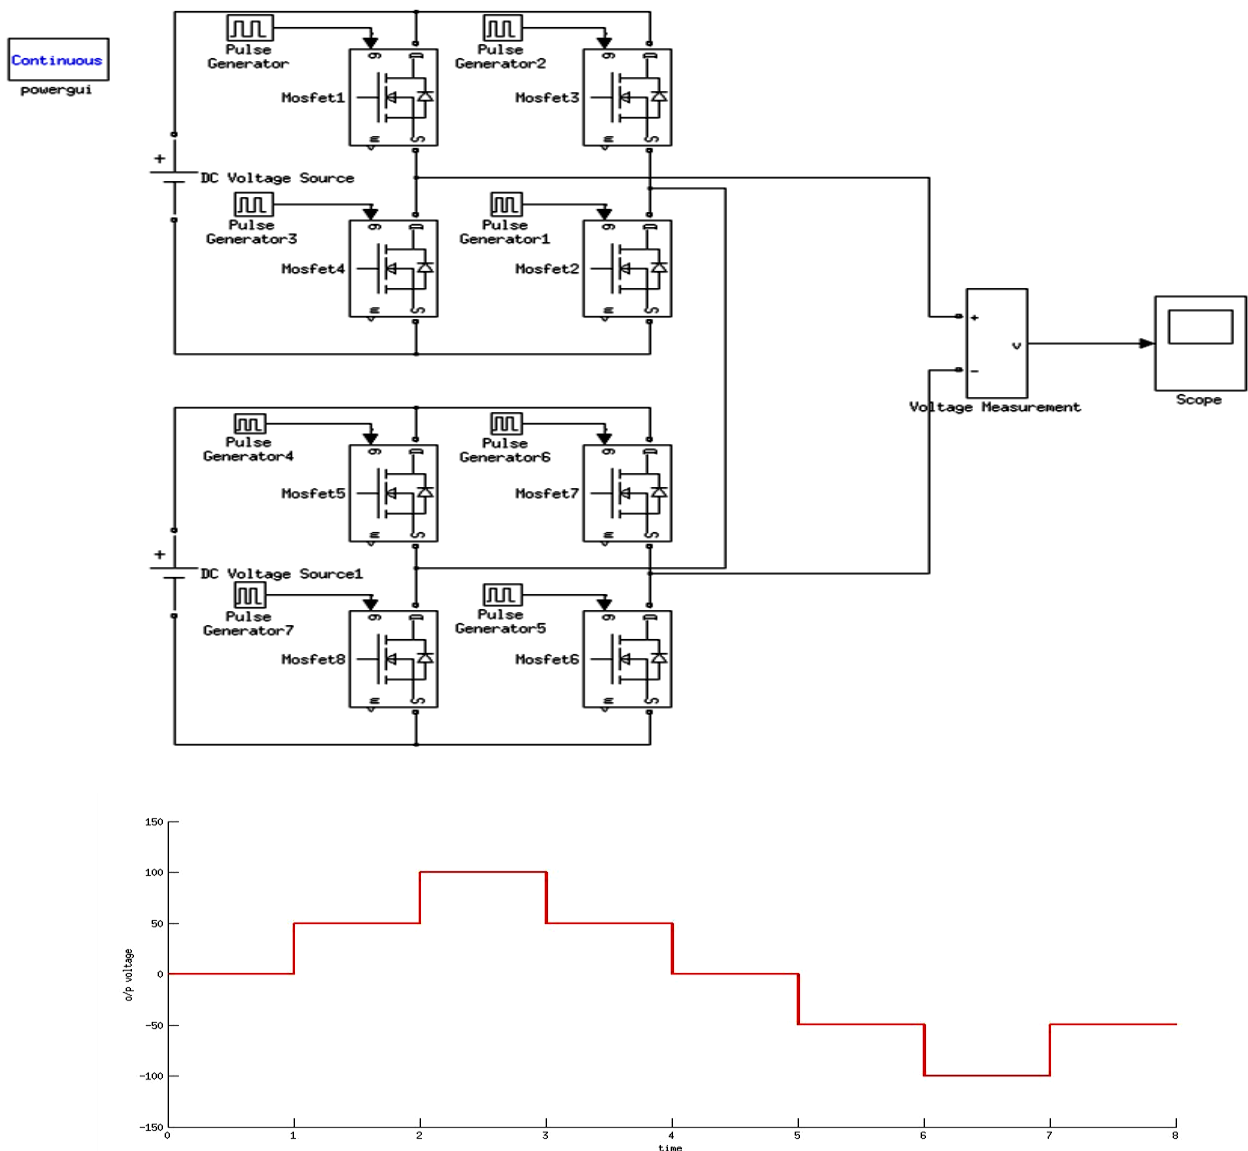 Continuous
powergui
Pulse
Generator
Pulse
Generator2
g D
Mosfet1
m S
g D
Mosfet3
m S
+
DC Voltage Source
Pulse
Generator3
Pulse
Generator1
g D
Mosfet4
m S
g D
Mosfet2
m S
+
v
-
Voltage Measurement
Scope
Pulse
Generator4
Pulse
Generator6
g D
Mosfet5
m S
g D
Mosfet7
m S
+
DC Voltage Source1
Pulse
Generator7
Pulse
Generator5
g D
Mosfet8
m S
g D
Mosfet6
m S
150
100
50
0
-50
-100
-150
o/p voltage
0 1 2 3 4 5 6 7 8
time